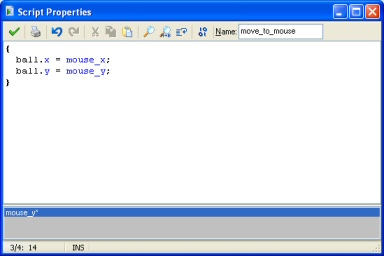 Script Properties
Name: move_to_mouse
{
ball.x = mouse_x;
ball.y = mouse_y;
}
mouse_y*
3/4: 14 INS